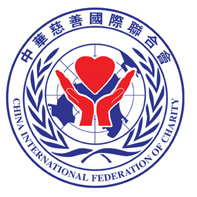 中華慈善國際聯合會
CHINA INTERNATIONAL FEDERATION OF CHARITY